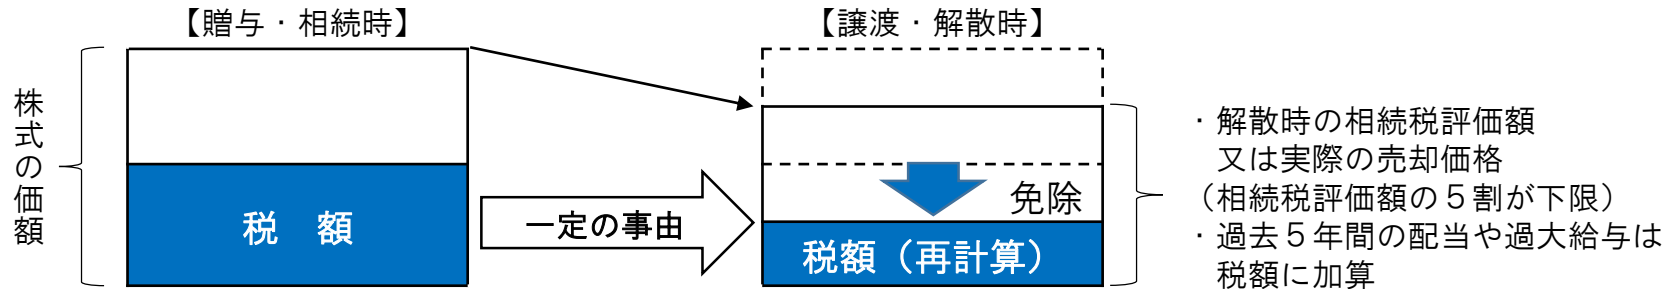 【贈与・相続時】
【譲渡・解散時】
株式の価額
税　額
一定の事由
免除
税額（再計算）
・解散時の相続税評価額
又は実際の売却価格
（相続税評価額の５割が下限）
・過去５年間の配当や過大給与は
税額に加算